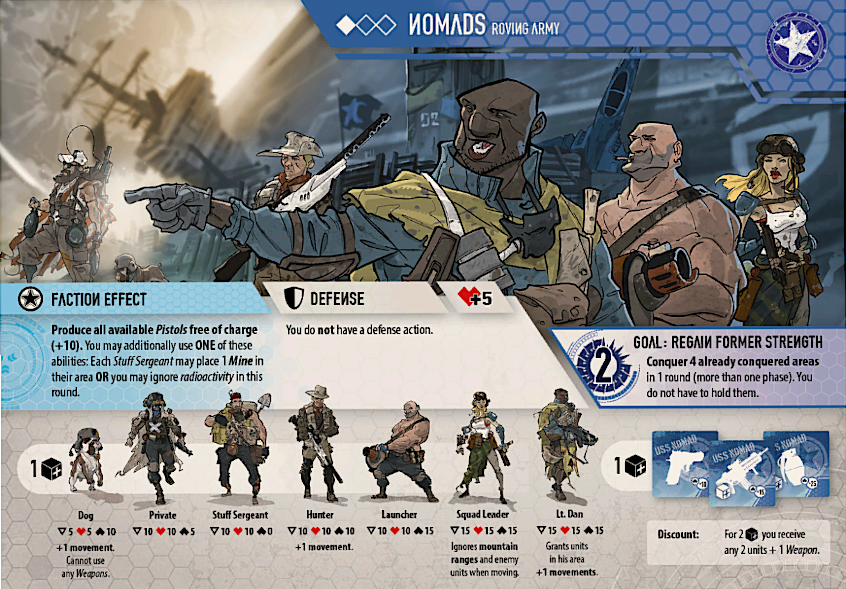 NOMADS ROVING ARMY
FACTION EFFECT
DEFENSE
+5
Produce all available Pistols free of charge
(+10). You may additionally use ONE of these
abilities: Each Stuff Sergeant may place 1 Mine in
their area OR you may ignore radioactivity in this
round.
You do not have a defense action.
2
GOAL: REGAIN FORMER STRENGTH
Conquer 4 already conquered areas
in 1 round (more than one phase). You
do not have to hold them.
1
Dog
5 5 10
+1 movement.
Cannot use
any Weapons.
Private
10 10 5
Stuff Sergeant
10 10 0
Hunter
10 10 10
+1 movement.
Launcher
10 10 15
Squad Leader
15 15 15
Ignores mountain
ranges and enemy
units when moving.
Lt. Dan
15 15 15
Grants units
in his area
+1 movements.
1
USS NOMAD
+10
USS NOMAD
+15
S NOMAD
+25
Discount:
For 2 you receive
any 2 units + 1 Weapon.